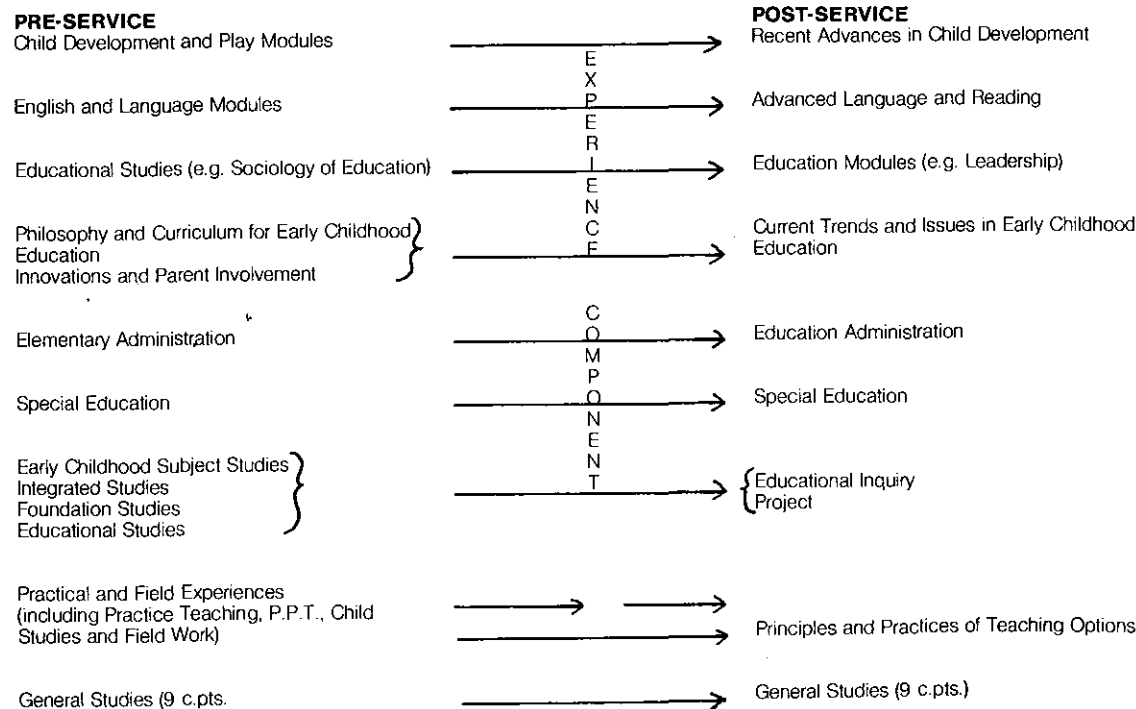 PRE-SERVICE
Child Development and Play Modules
English and Language Modules
Educational Studies (e.g. Sociology of Education)
Philosophy and Curriculum for Early Childhood
Education
Innovations and Parent Involvement
Elementary Administration
Special Education
Early Childhood Subject Studies
Integrated Studies
Foundation Studies
Educational Studies
Practical and Field Experiences
(including Practice Teaching, P.P.T., Child
Studies and Field Work)
General Studies (9 c.pts.
EXPERIENCE
COMPONENT
POST-SERVICE
Recent Advances in Child Development
Advanced Language and Reading
Education Modules (e.g. Leadership)
Current Trends and Issues in Early Childhood
Education
Education Administration
Special Education
Educational Inquiry
Project
Principles and Practices of Teaching Options
General Studies (9 c.pts.)